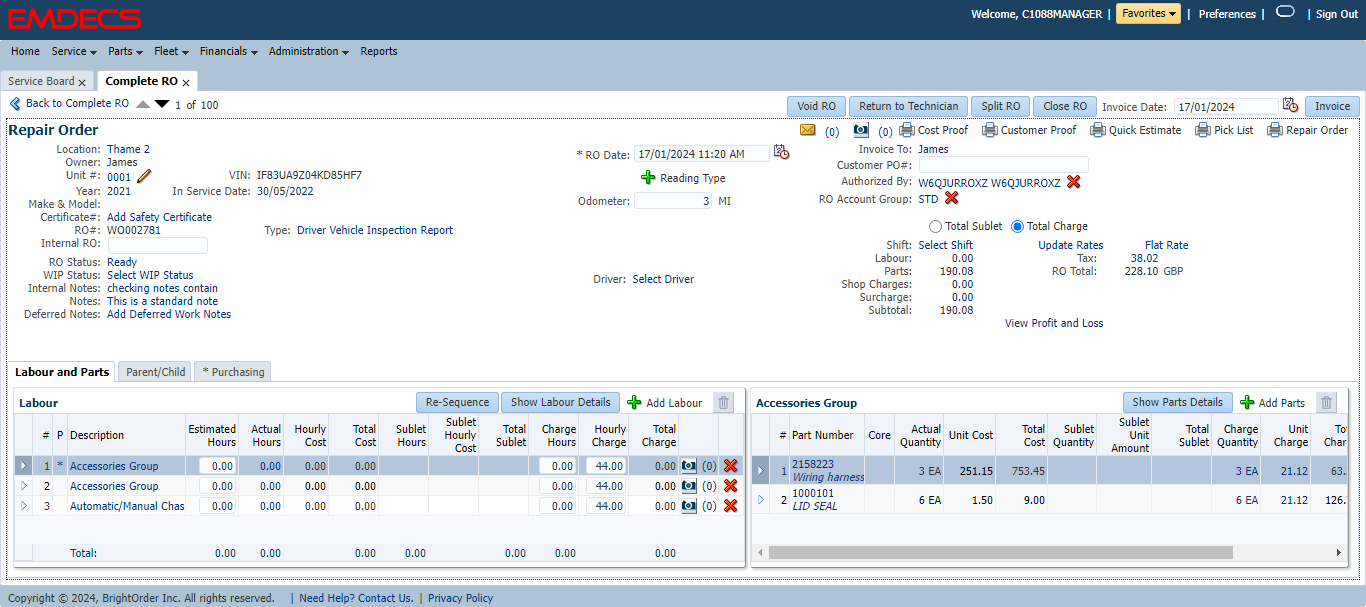 EMDECS
Welcome, C1088MANAGER | Favorites | Preferences | | Sign Out
Home Service Parts Fleet Financials Administration Reports
Service Board x Complete RO x
Back to Complete RO 1 of 100 Void RO Return to Technician Split RO Close RO Invoice Date: 17/01/2024 Invoice
Repair Order (0) (0) Cost Proof Customer Proof Quick Estimate Pick List Repair Order
Location: Thame 2 * RO Date: 17/01/2024 11:20 AM Invoice To: James
Owner: James Customer PO#:
Unit #: 0001 VIN: IF83UA9Z04KD85HF7 Reading Type Authorized By: W6QJURROXZ W6QJURROXZ
Year: 2021 In Service Date: 30/05/2022 Odometer: 3 MI RO Account Group: STD
Make & Model:
Certificate#: Add Safety Certificate
RO#: WO002781 Type: Driver Vehicle Inspection Report Total Sublet Total Charge
Internal RO: Shift: Select Shift Update Rates Flat Rate
RO Status: Ready Labour: 0.00 Tax: 38.02
WIP Status: Select WIP Status Driver: Select Driver Parts: 190.08 RO Total: 228.10 GBP
Internal Notes: checking notes contain Shop Charges: 0.00
Notes: This is a standard note Surcharge: 0.00
Deferred Notes: Add Deferred Work Notes Subtotal: 190.08
View Profit and Loss
Labour and Parts Parent/Child * Purchasing
Labour Re-Sequence Show Labour Details Add Labour
# P Description Estimated Hours Actual Hours Hourly Cost Total Cost Sublet Hours Sublet Hourly Cost Total Sublet Charge Hours Hourly Charge Total Charge
1 * Accessories Group 0.00 0.00 0.00 0.00 0.00 44.00 0.00 (0)
2 Accessories Group 0.00 0.00 0.00 0.00 0.00 44.00 0.00 (0)
3 Automatic/Manual Chas 0.00 0.00 0.00 0.00 0.00 44.00 0.00 (0)
Total: 0.00 0.00 0.00 0.00 0.00 0.00 0.00
Accessories Group Show Parts Details Add Parts
# Part Number Core Actual Quantity Unit Cost Total Cost Sublet Quantity Sublet Unit Amount Total Sublet Charge Quantity Unit Charge
1 2158223 3 EA 251.15 753.45 3 EA 21.12 63.
Wiring harness
2 1000101 6 EA 1.50 9.00 6 EA 21.12 126.
LID SEAL
Copyright © 2024, BrightOrder Inc. All rights reserved. | Need Help? Contact Us. | Privacy Policy